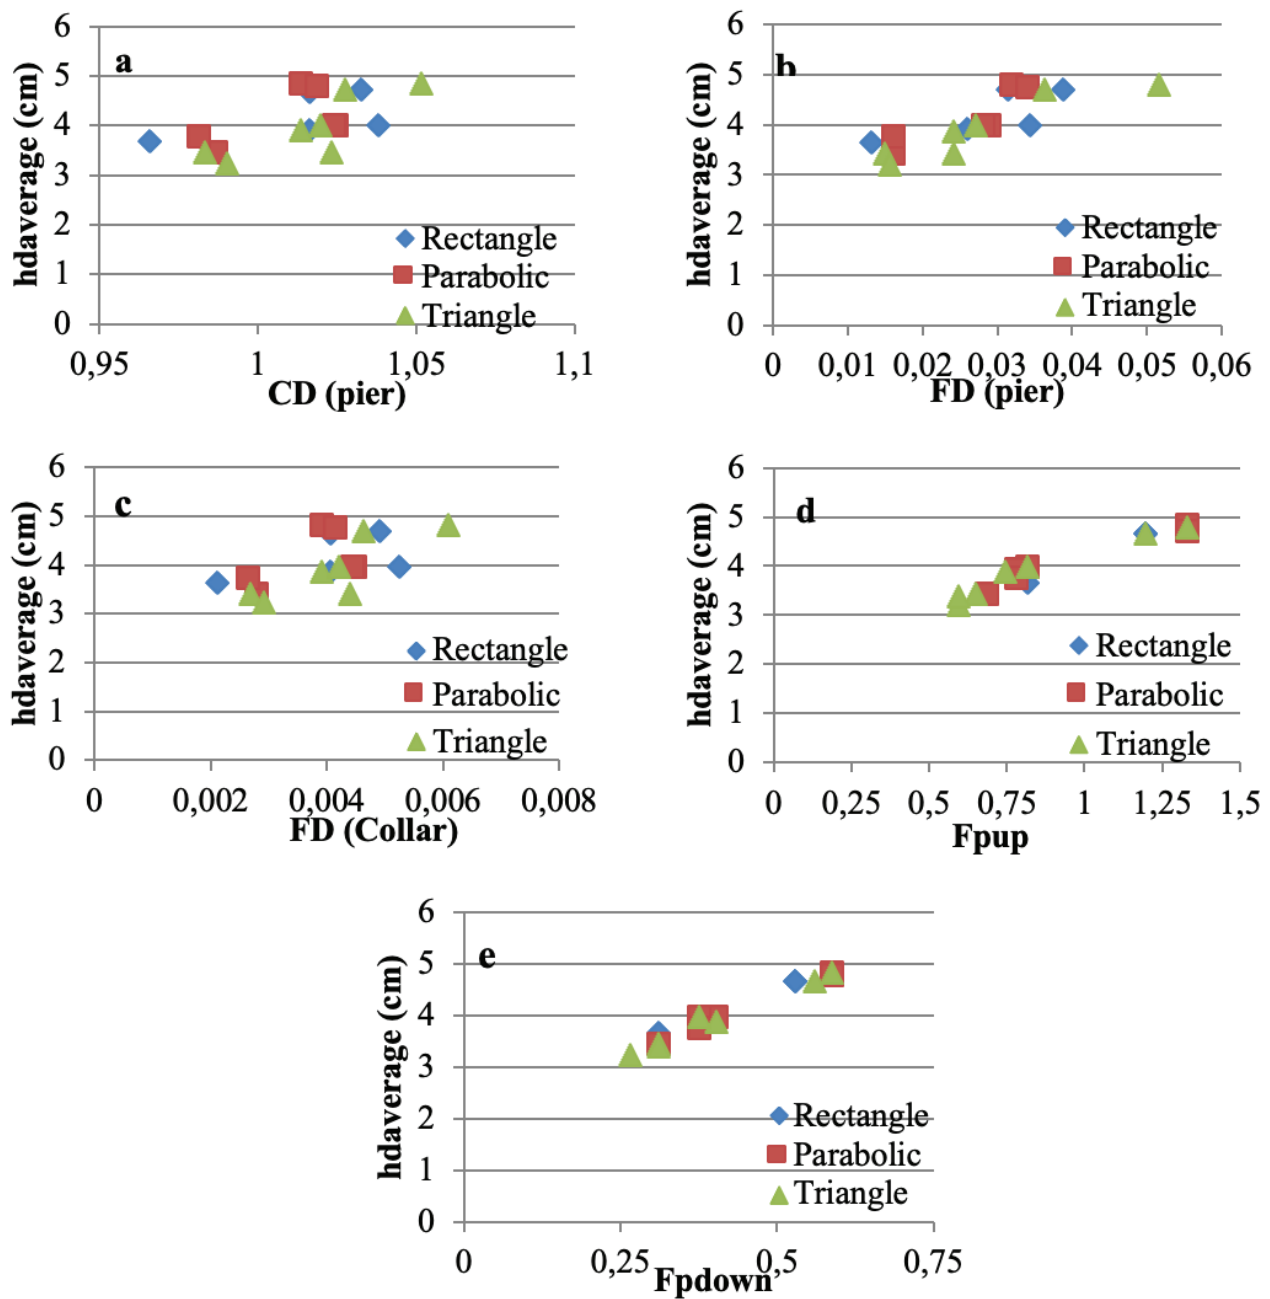 a
hdaverage (cm)
6
5
4
3
2
1
0
Rectangle
Parabolic
Triangle
0,95 1 1,05 1,1
CD (pier)
b
hdaverage (cm)
6
5
4
3
2
1
0
Rectangle
Parabolic
Triangle
0 0,01 0,02 0,03 0,04 0,05 0,06
FD (pier)
c
hdaverage (cm)
6
5
4
3
2
1
0
Rectangle
Parabolic
Triangle
0 0,002 0,004 0,006 0,008
FD (Collar)
d
hdaverage (cm)
6
5
4
3
2
1
0
Rectangle
Parabolic
Triangle
0 0,25 0,5 0,75 1 1,25 1,5
Fpup
e
hdaverage (cm)
6
5
4
3
2
1
0
Rectangle
Parabolic
Triangle
0 0,25 0,5 0,75
Fpdown